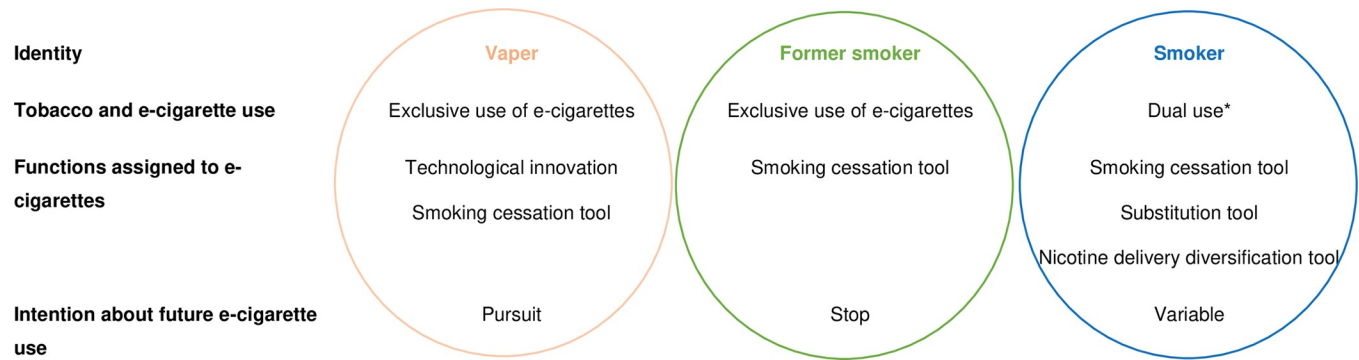 Identity Vaper Former smoker Smoker
Tobacco and e-cigarette use Exclusive use of e-cigarettes Exclusive use of e-cigarettes Dual use*
Functions assigned to e- Technological innovation Smoking cessation tool Smoking cessation tool
cigarettes
Smoking cessation tool Substitution tool
Nicotine delivery diversification tool
Intention about future e-cigarette Pursuit Stop Variable
use